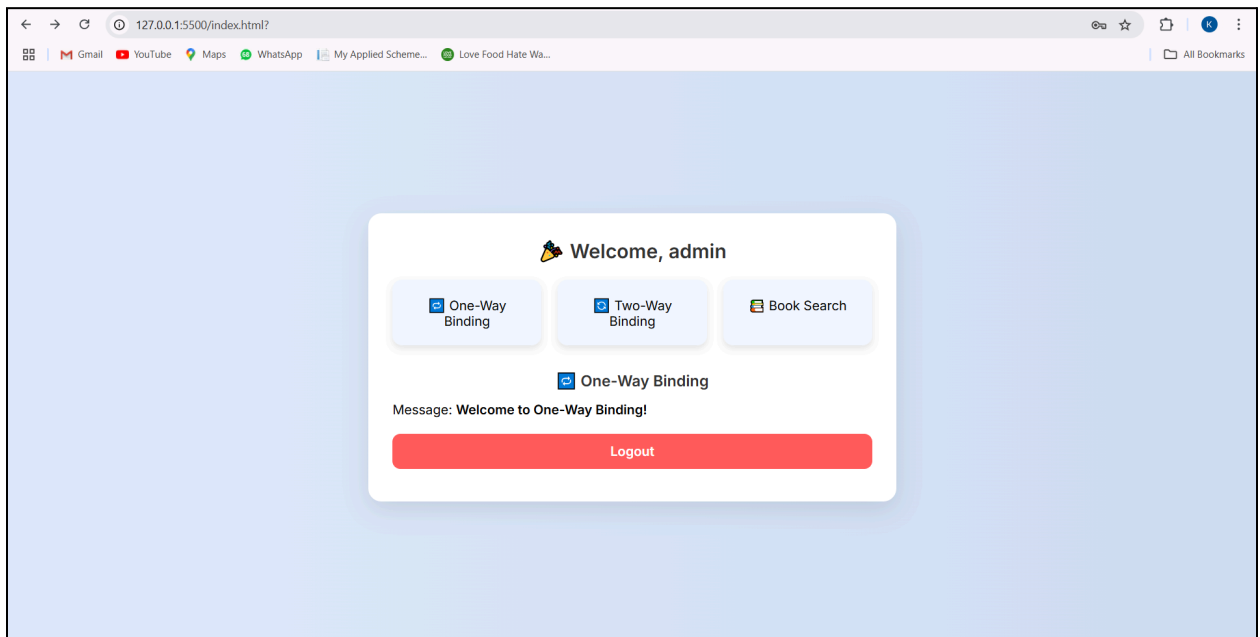 127.0.0.1:5500/index.html?
K
Gmail YouTube Maps WhatsApp My Applied Scheme... Love Food Hate Wa... All Bookmarks
🎉 Welcome, admin
🔁 One-Way
Binding
🔄 Two-Way
Binding
📚 Book Search
🔁 One-Way Binding
Message: Welcome to One-Way Binding!
Logout